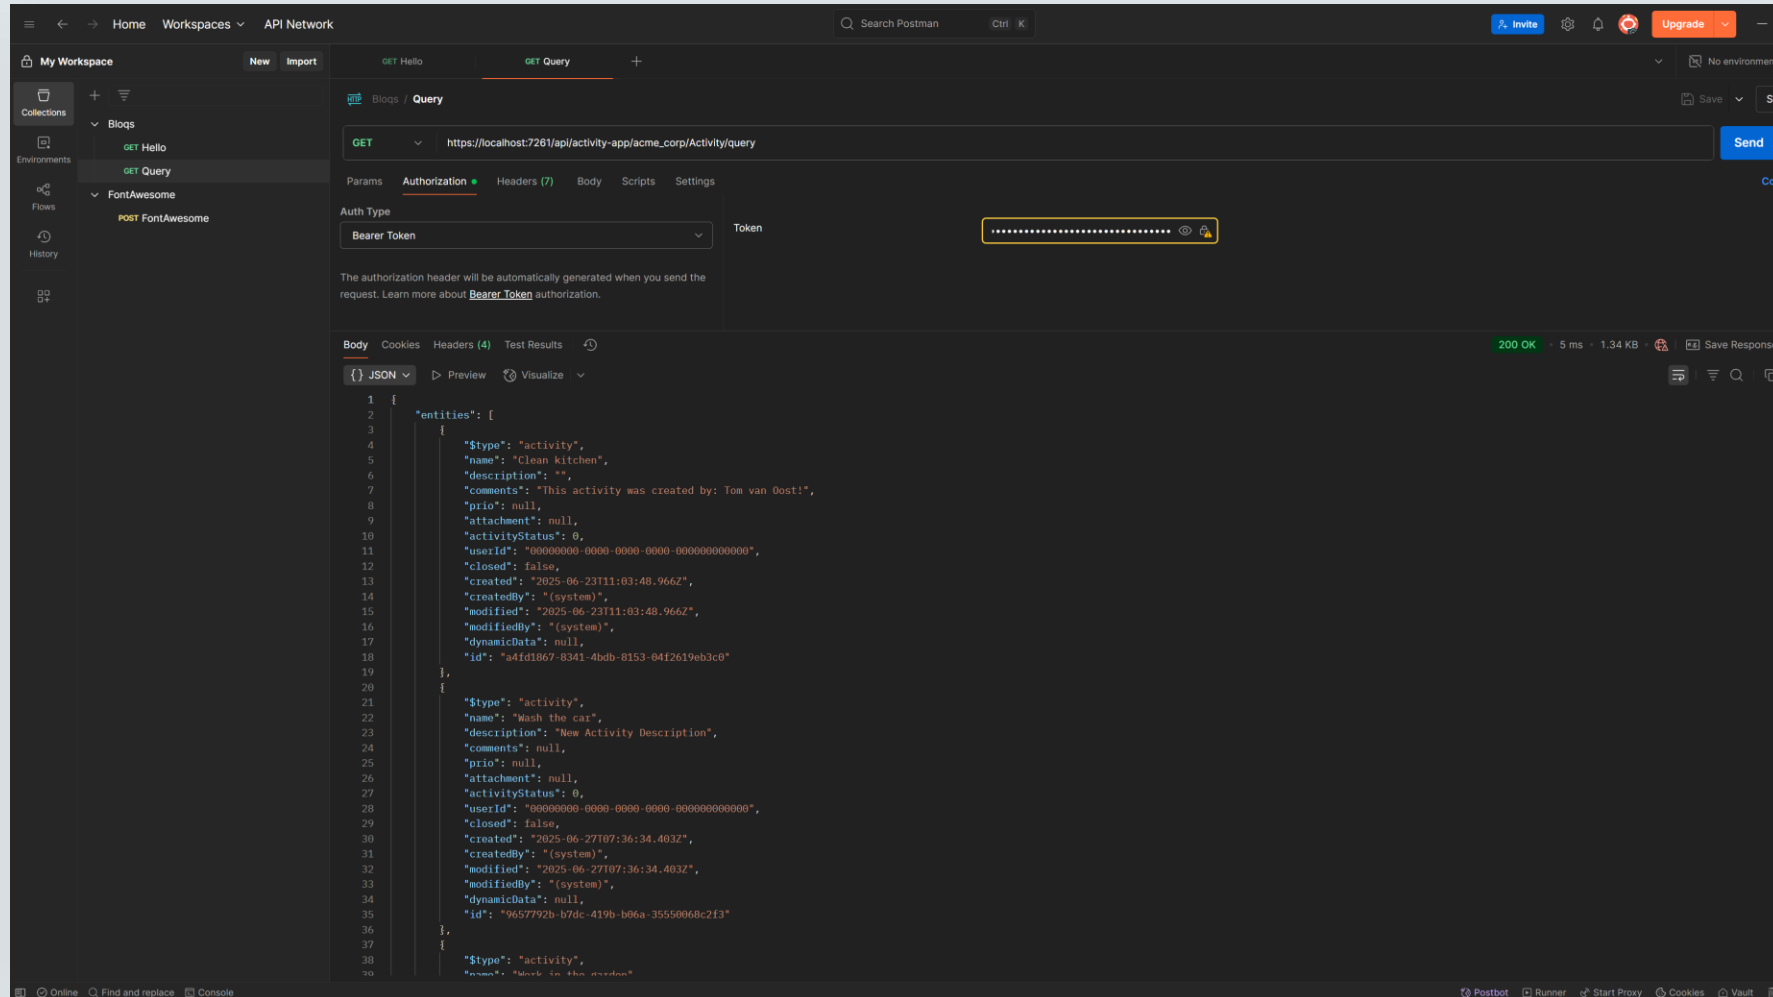 Home Workspaces API Network
Search Postman Ctrl K
Invite Upgrade
My Workspace New Import
GET Hello GET Query No environmen
Collections
Environments
Flows
History
Bloqs
GET Hello
GET Query
FontAwesome
POST FontAwesome
HTTP Bloqs / Query Save
GET https://localhost:7261/api/activity-app/acme_corp/Activity/query Send
Params Authorization Headers (7) Body Scripts Settings Co
Auth Type
Bearer Token
Token
The authorization header will be automatically generated when you send the
request. Learn more about Bearer Token authorization.
Body Cookies Headers (4) Test Results 200 OK 5 ms 1.34 KB Save Response
{} JSON Preview Visualize
1 {
2 "entities": [
3 {
4 "$type": "activity",
5 "name": "Clean kitchen",
6 "description": "",
7 "comments": "This activity was created by: Tom van Oost!",
8 "prio": null,
9 "attachment": null,
10 "activityStatus": 0,
11 "userId": "00000000-0000-0000-0000-000000000000",
12 "closed": false,
13 "created": "2025-06-23T11:03:48.966Z",
14 "createdBy": "(system)",
15 "modified": "2025-06-23T11:03:48.966Z",
16 "modifiedBy": "(system)",
17 "dynamicData": null,
18 "id": "a4fd1867-8341-4bdb-8153-04f2619eb3c0"
19 },
20 {
21 "$type": "activity",
22 "name": "Wash the car",
23 "description": "New Activity Description",
24 "comments": null,
25 "prio": null,
26 "attachment": null,
27 "activityStatus": 0,
28 "userId": "00000000-0000-0000-0000-000000000000",
29 "closed": false,
30 "created": "2025-06-27T07:36:34.403Z",
31 "createdBy": "(system)",
32 "modified": "2025-06-27T07:36:34.403Z",
33 "modifiedBy": "(system)",
34 "dynamicData": null,
35 "id": "9657792b-b7dc-419b-b06a-35550068c2f3"
36 },
37 {
38 "$type": "activity",
39 "name": "Work in the garden"
Online Find and replace Console Postbot Runner Start Proxy Cookies Vault